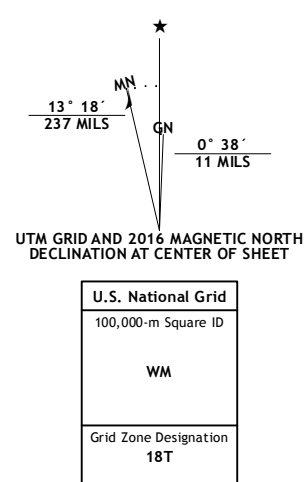 ★
MN
13° 18´
237 MILS
GN
0° 38´
11 MILS
UTM GRID AND 2016 MAGNETIC NORTH
DECLINATION AT CENTER OF SHEET
U.S. National Grid
100,000-m Square ID
WM
Grid Zone Designation
18T